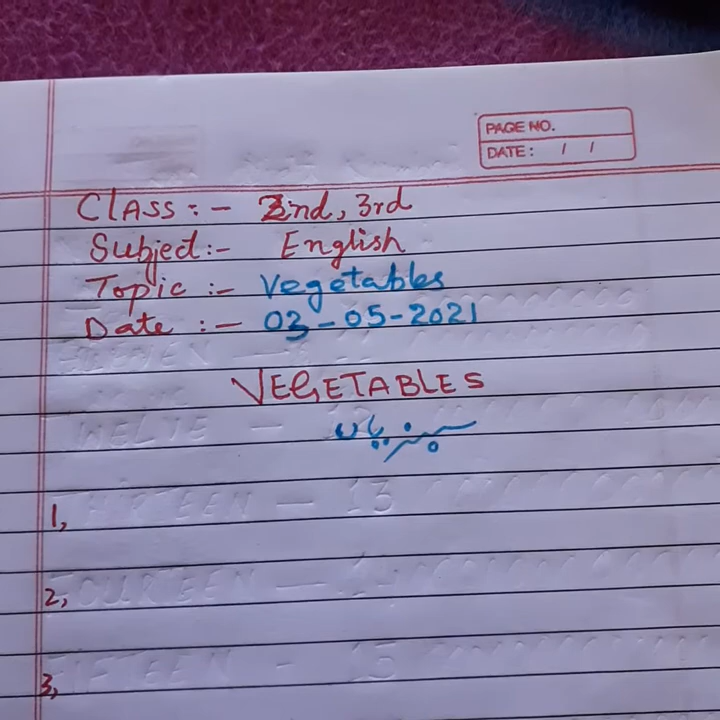 PAGE NO.
DATE: / /
Class :- 2nd, 3rd
Subject:- English
Topic :- Vegetables
Date :- 03-05-2021
VEGETABLES
سبزیاں
1,
2,
3,